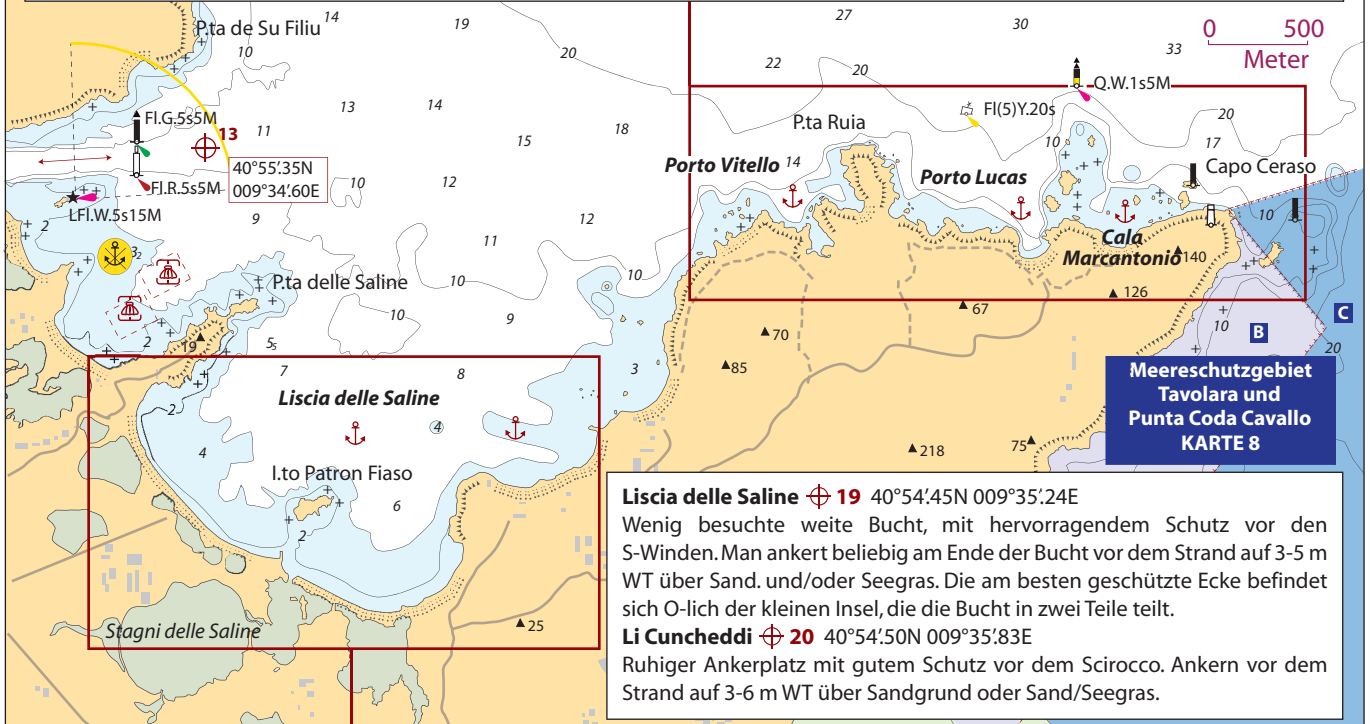 P.ta de Su Filiu
14
19
27
30
0 500
Meter
10
20
22
20
33
Q.W.1s5M
Fl(5)Y.20s
20
Fl.G.5s5M
13
11
13
14
15
18
P.ta Ruia
10
17
Porto Vitello
14
Porto Lucas
Capo Ceraso
40°55'.35N
009°34'.60E
Fl.R.5s5M
10
12
LFl.W.5s15M
2
9
12
11
10
Cala
Marcantonio
140
3₂
P.ta delle Saline
10
10
10
126
67
C
B
10
20
2
19
5₅
9
70
85
3
7
8
Liscia delle Saline
2
4
4
I.to Patron Fiaso
6
2
218
75
Meereschutzgebiet
Tavolara und
Punta Coda Cavallo
KARTE 8
Stagni delle Saline
25
Liscia delle Saline 19 40°54'.45N 009°35'.24E
Wenig besuchte weite Bucht, mit hervorragendem Schutz vor den
S-Winden. Man ankert beliebig am Ende der Bucht vor dem Strand auf 3-5 m
WT über Sand. und/oder Seegras. Die am besten geschützte Ecke befindet
sich O-lich der kleinen Insel, die die Bucht in zwei Teile teilt.
Li Cuncheddi 20 40°54'.50N 009°35'.83E
Ruhiger Ankerplatz mit gutem Schutz vor dem Scirocco. Ankern vor dem
Strand auf 3-6 m WT über Sandgrund oder Sand/Seegras.